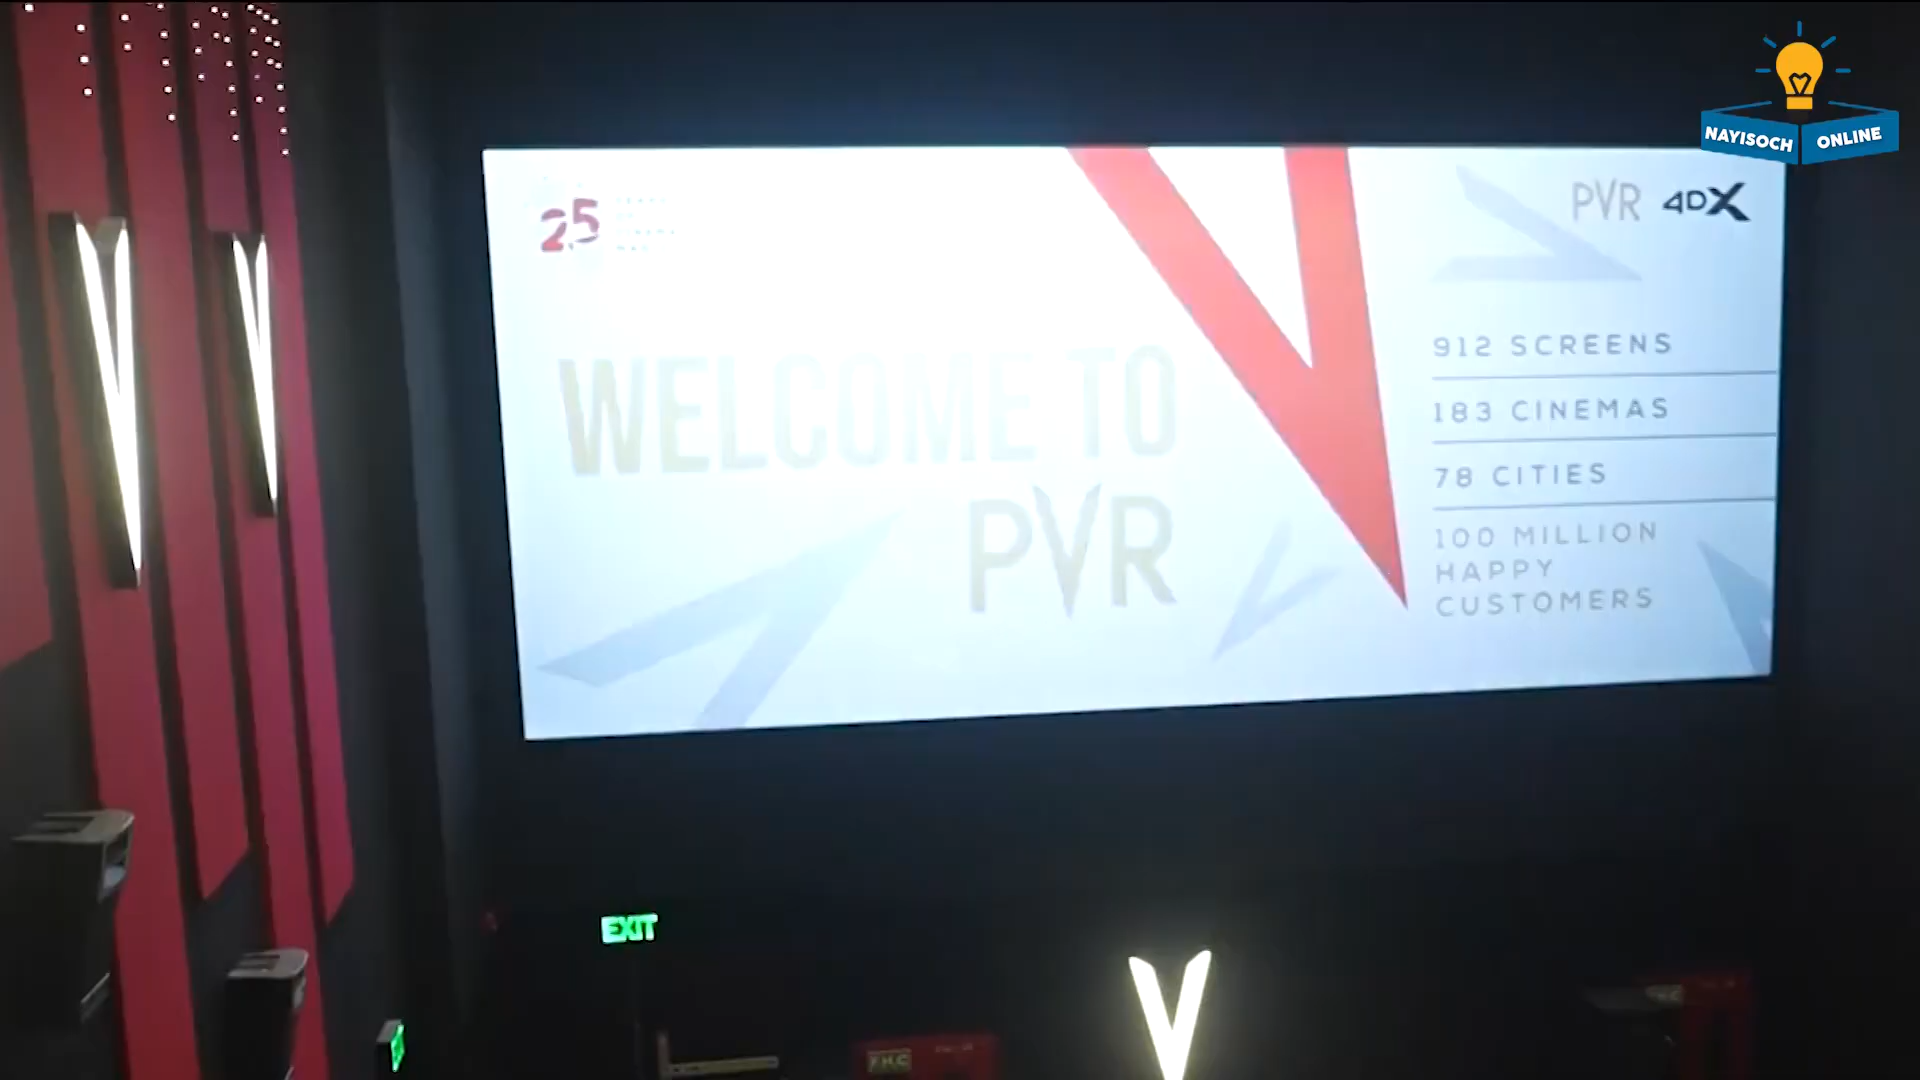 NAYISOCH ONLINE
25
PVR 4DX
WELCOME TO
PVR
912 SCREENS
183 CINEMAS
78 CITIES
100 MILLION
HAPPY
CUSTOMERS
EXIT
F.H.C